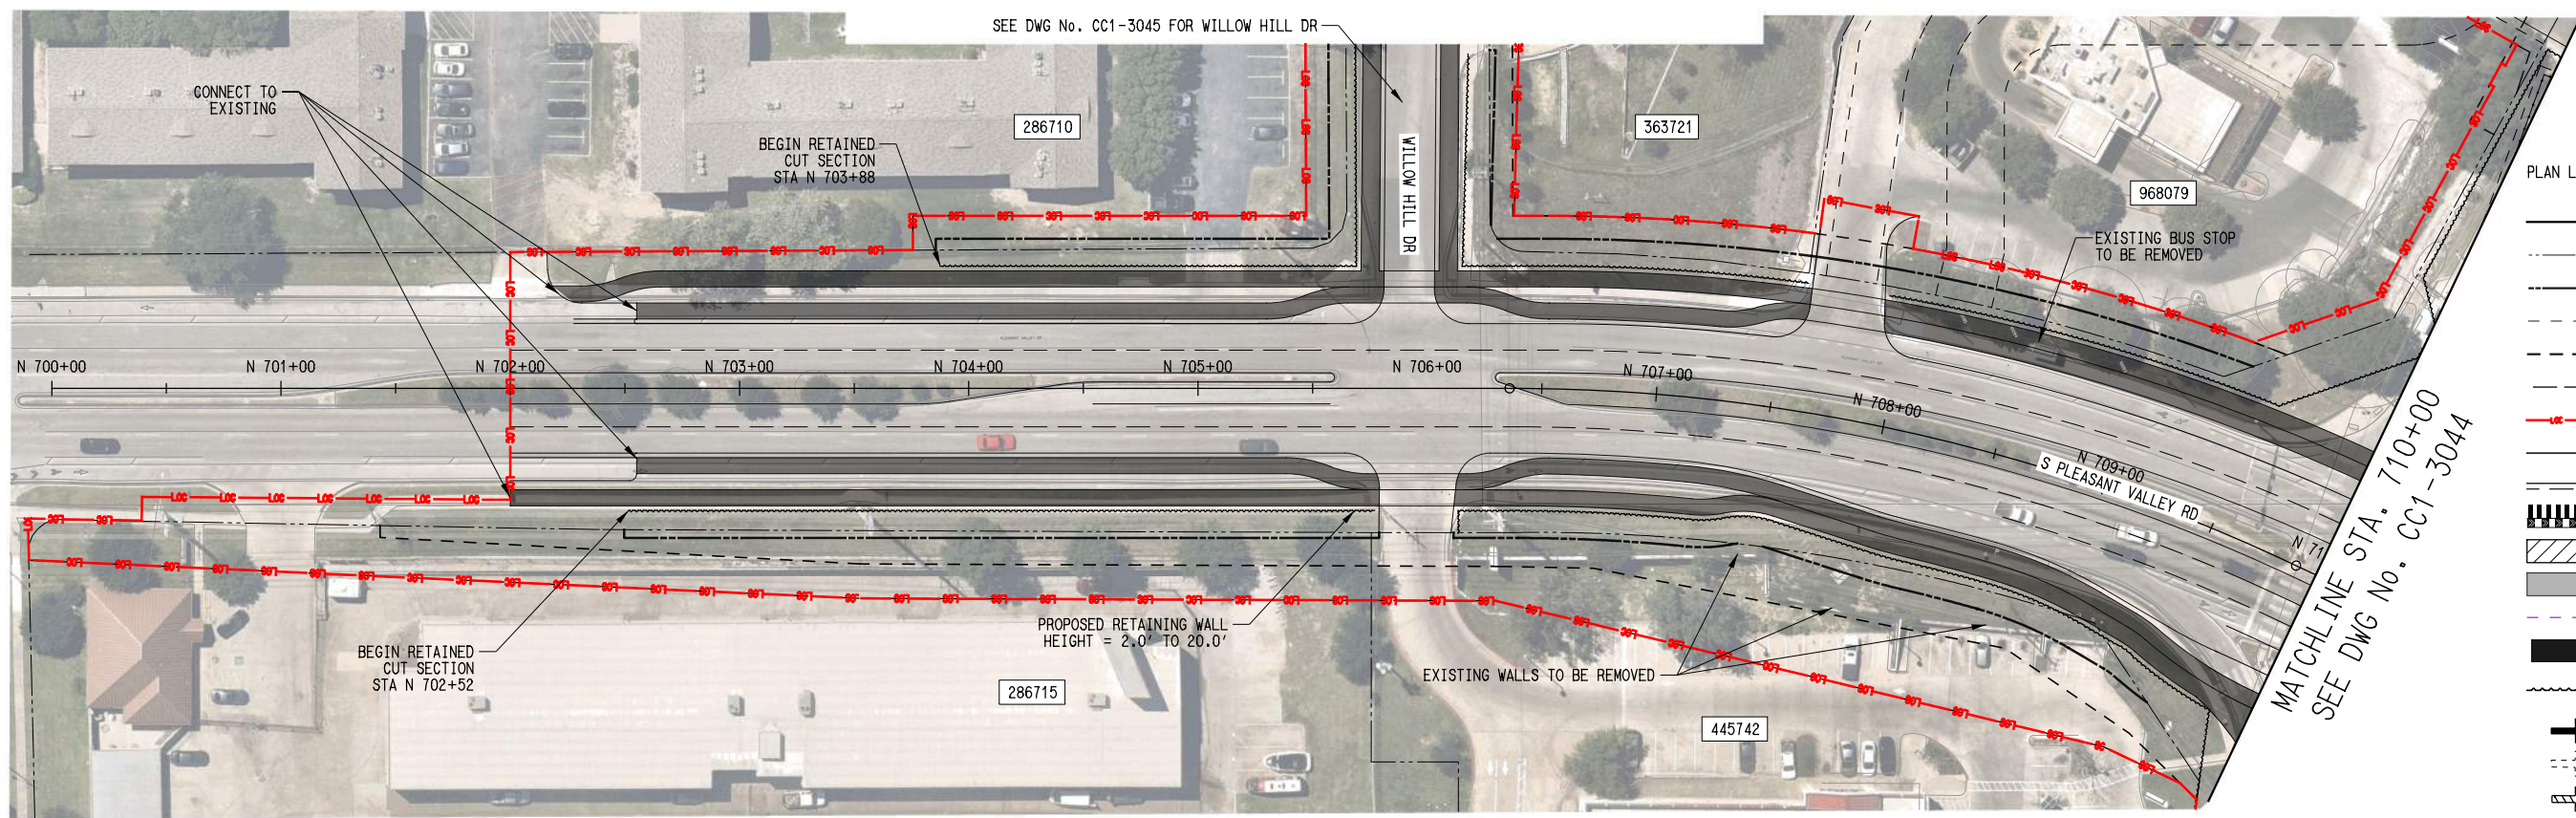 SEE DWG No. CC1-3045 FOR WILLOW HILL DR
CONNECT TO
EXISTING
286710
363721
BEGIN RETAINED
CUT SECTION
STA N 703+88
WILLOW HILL DR
968079
PLAN L
EXISTING BUS STOP
TO BE REMOVED
N 700+00
N 701+00
N 702+00
N 703+00
N 704+00
N 705+00
N 706+00
N 707+00
N 708+00
N 709+00
N 71
S PLEASANT VALLEY RD
MATCHLINE STA. 710+00
SEE DWG No. CC1-3044
LOC
PROPOSED RETAINING WALL
HEIGHT = 2.0' TO 20.0'
BEGIN RETAINED
CUT SECTION
STA N 702+52
EXISTING WALLS TO BE REMOVED
286715
445742